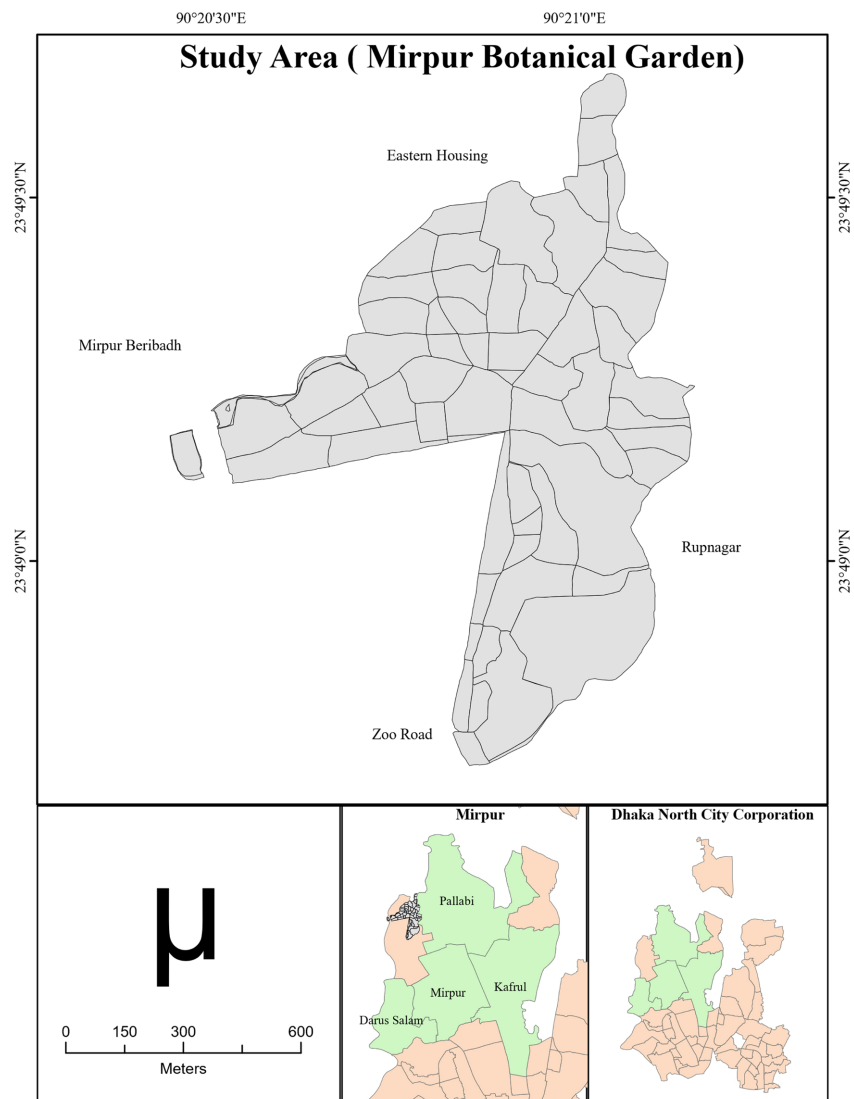 90°20'30"E 90°21'0"E
Study Area ( Mirpur Botanical Garden)
Eastern Housing
23°49'30"N 23°49'30"N
Mirpur Beribadh
Rupnagar
23°49'0"N 23°49'0"N
Zoo Road
Mirpur
Dhaka North City Corporation
Pallabi
Mirpur
Kafrul
Darus Salam
µ
0 150 300 600
Meters